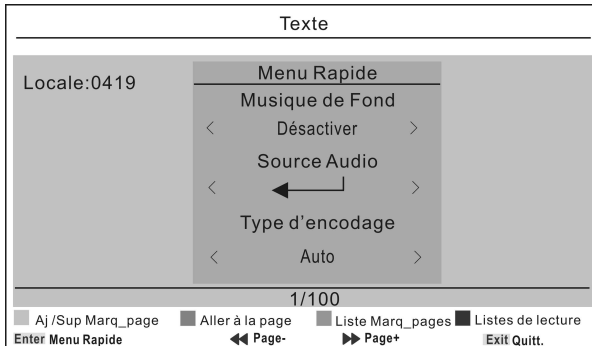 Texte
Locale:0419
Menu Rapide
Musique de Fond
< Désactiver >
Source Audio
< >
Type d'encodage
< Auto >
1/100
Aj /Sup Marq_page Aller à la page Liste Marq_pages Listes de lecture
Enter Menu Rapide Page- Page+ Exit Quitt.